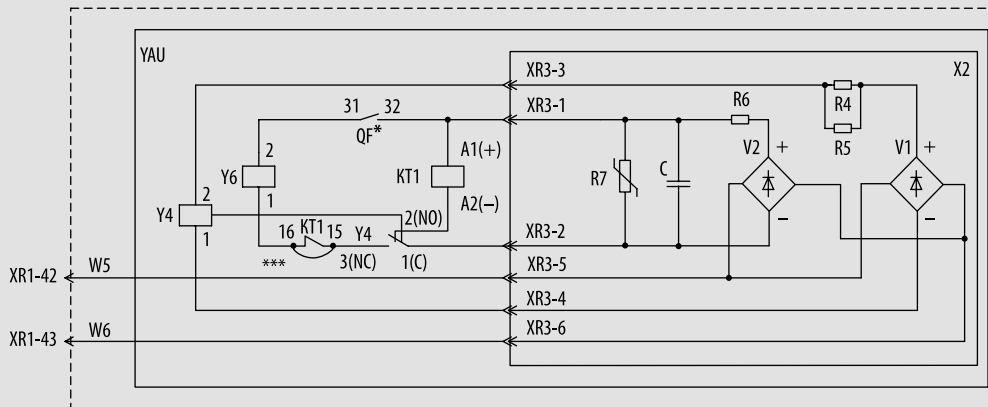 YAU
X2
XR3-3
XR3-1
R6
R4
R5
31 32
QF*
A1(+)
KT1
A2(–)
2
Y6
1
2
Y4
1
2(NO)
16 KT1 15 Y4
***
3(NC) 1(C)
R7
C
V2 +
–
V1 +
–
XR3-2
XR3-5
XR1-42 W5
XR3-4
XR1-43 W6
XR3-6